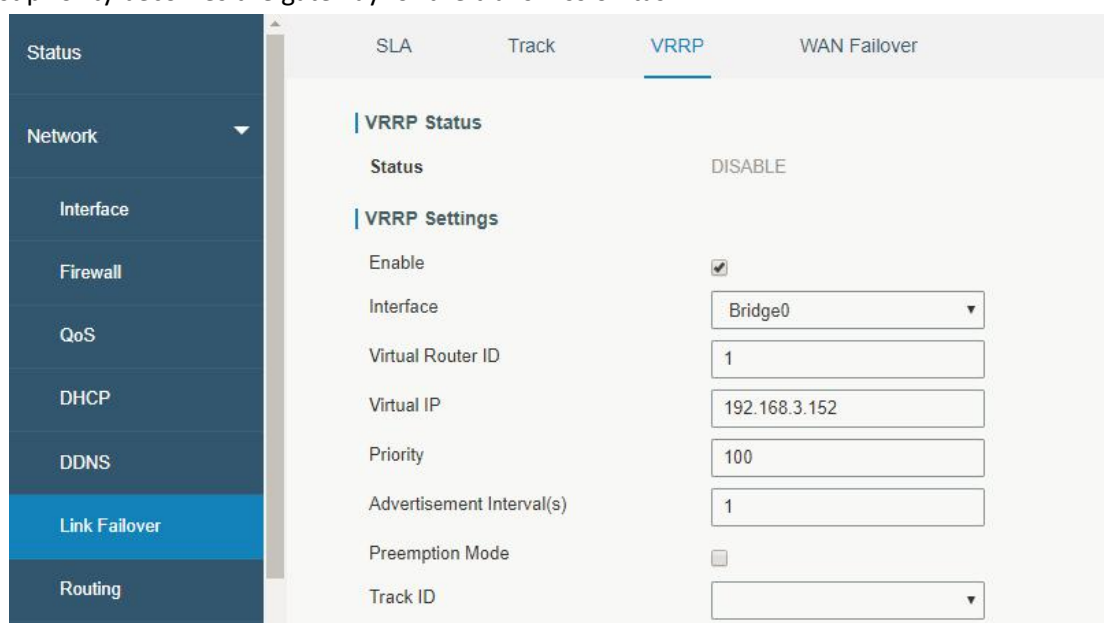 Status
Network
Interface
Firewall
QoS
DHCP
DDNS
Link Failover
Routing
SLA Track VRRP WAN Failover
VRRP Status
Status DISABLE
VRRP Settings
Enable
Interface Bridge0
Virtual Router ID 1
Virtual IP 192.168.3.152
Priority 100
Advertisement Interval(s) 1
Preemption Mode
Track ID